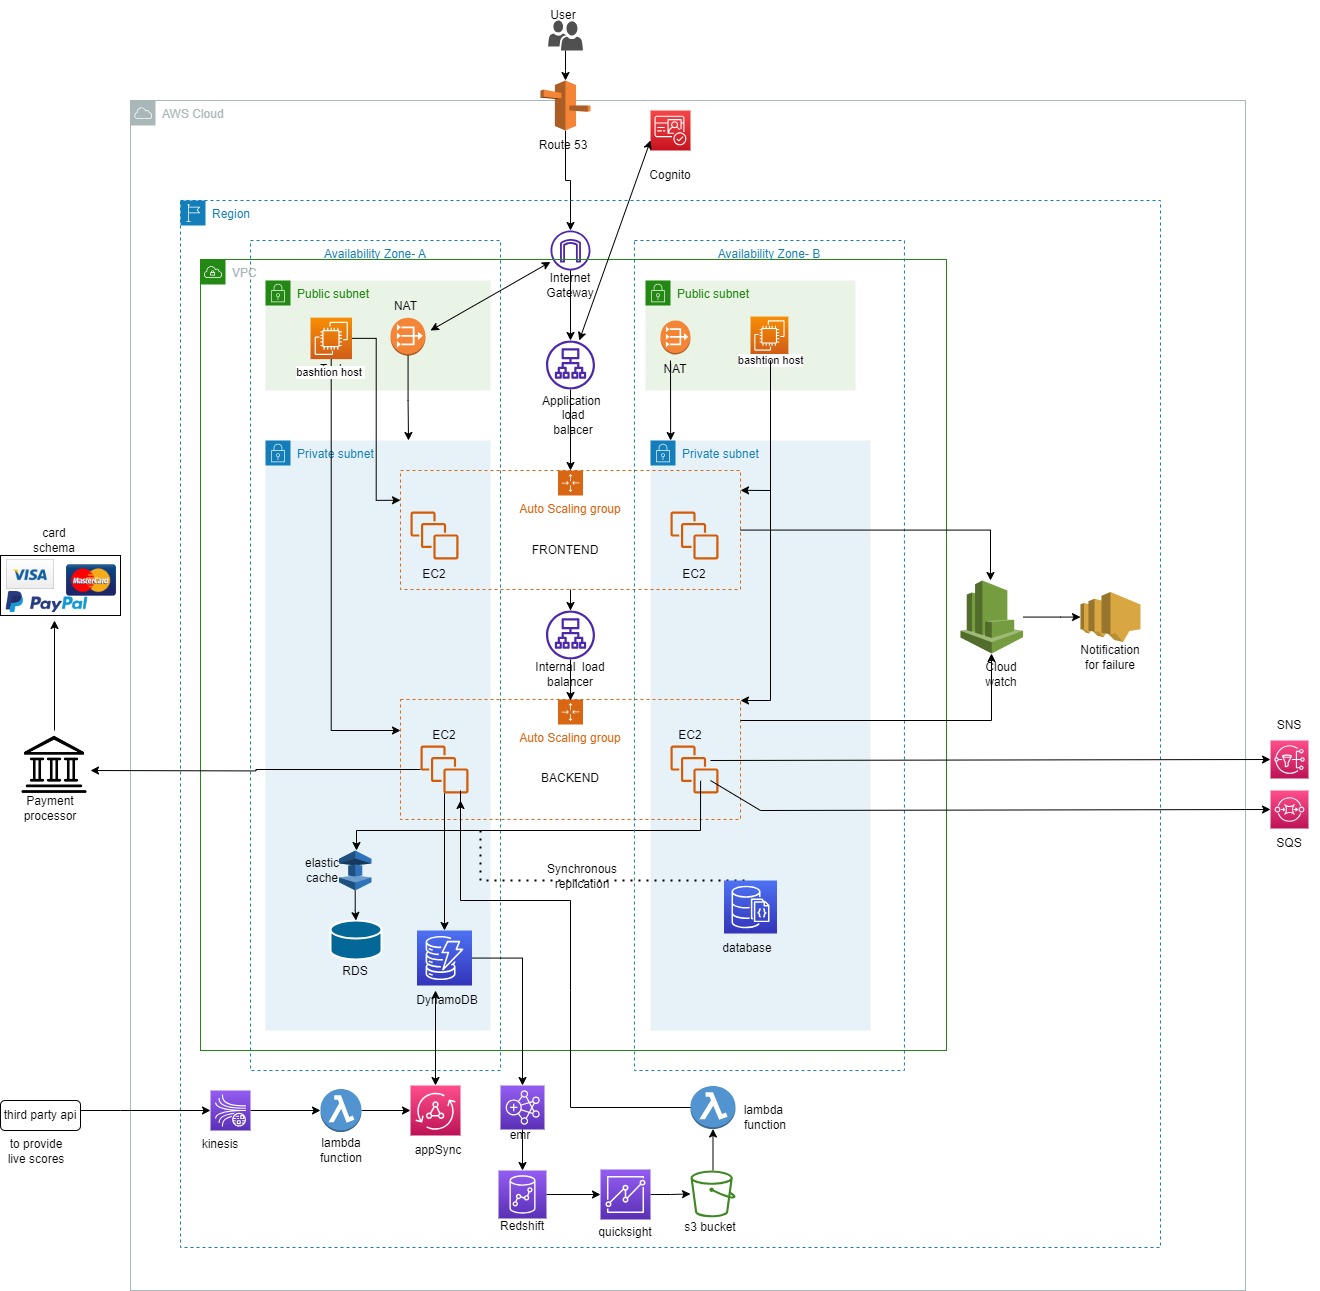 User
AWS Cloud
Route 53
Cognito
Region
Availability Zone- A
Availability Zone- B
VPC
Internet
Gateway
Public subnet
NAT
bashtion host
Public subnet
NAT
bashtion host
Application
load
balacer
Private subnet
Private subnet
Auto Scaling group
FRONTEND
EC2
EC2
card
schema
VISA
MasterCard
PayPal
Internal load
balancer
Cloud
watch
Notification
for failure
Auto Scaling group
BACKEND
EC2
EC2
SNS
SQS
Payment
processor
elastic
cache
Synchronous
replication
RDS
DynamoDB
database
third party api
to provide
live scores
kinesis
lambda
function
appSync
emr
lambda
function
Redshift
quicksight
s3 bucket